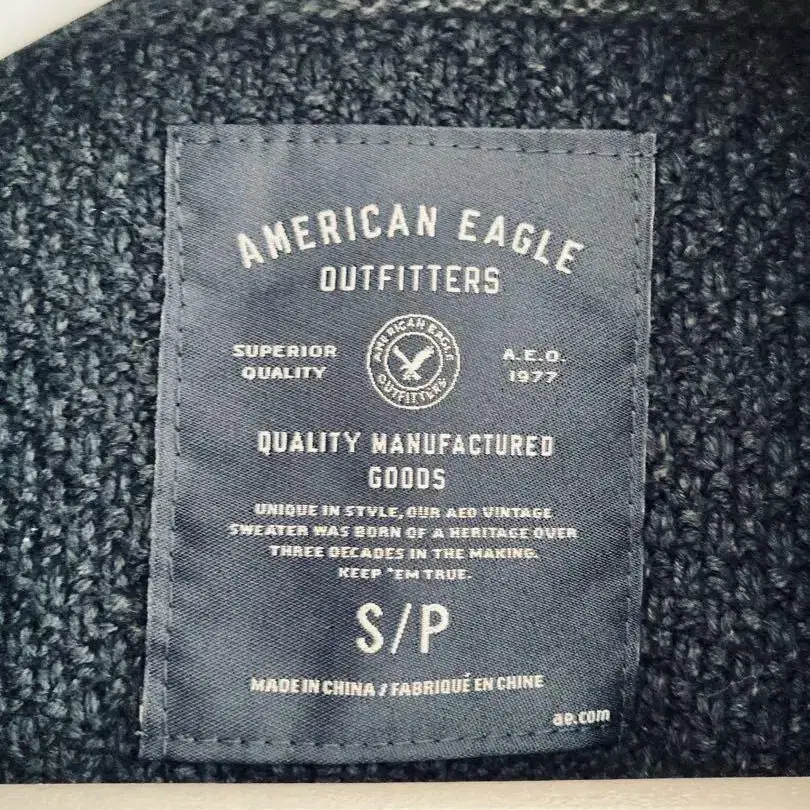 AMERICAN EAGLE
OUTFITTERS
SUPERIOR
QUALITY
AMERICAN EAGLE
OUTFITTERS
A.E.O.
1977
QUALITY MANUFACTURED
GOODS
UNIQUE IN STYLE, OUR AEO VINTAGE
SWEATER WAS BORN OF A HERITAGE OVER
THREE DECADES IN THE MAKING.
KEEP 'EM TRUE.
S/P
MADE IN CHINA / FABRIQUÉ EN CHINE
ae.com